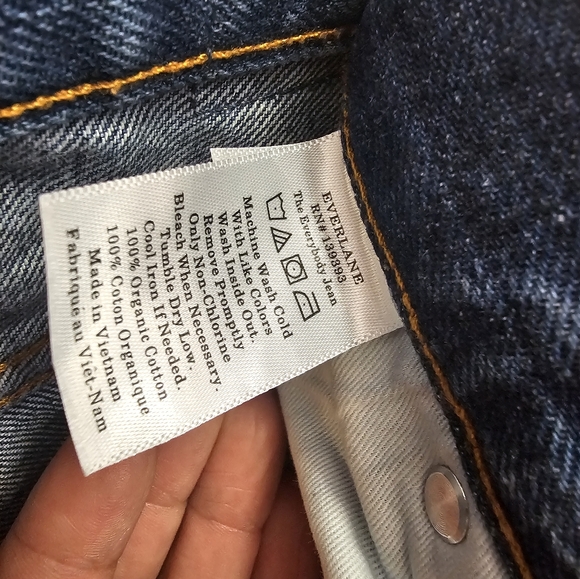 EVERLANE
RN# 139393
The Everybody Jean
Machine Wash Cold
With Like Colors
Wash Inside Out.
Remove Promptly
Only Non-Chlorine
Bleach When Necessary.
Tumble Dry Low.
Cool Iron If Needed.
100% Organic Cotton
100% Coton Organique
Made in Vietnam
Fabriqué au Viêt-Nam